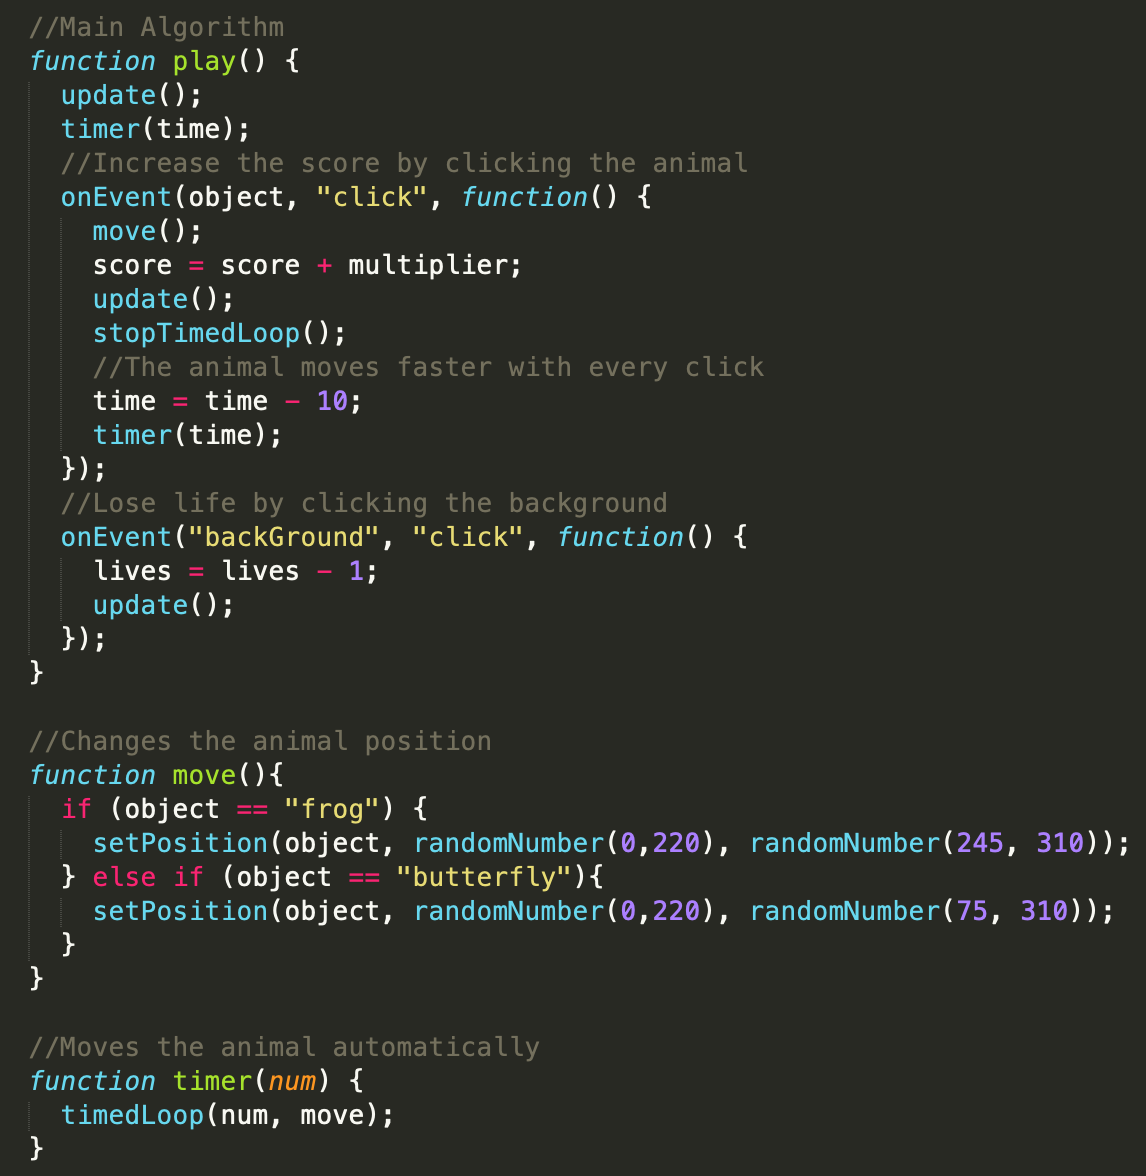 //Main Algorithm
function play() {
  update();
  timer(time);
  //Increase the score by clicking the animal
  onEvent(object, "click", function() {
    move();
    score = score + multiplier;
    update();
    stopTimedLoop();
    //The animal moves faster with every click
    time = time - 10;
    timer(time);
  });
  //Lose life by clicking the background
  onEvent("backGround", "click", function() {
    lives = lives - 1;
    update();
  });
}

//Changes the animal position
function move(){
  if (object == "frog") {
    setPosition(object, randomNumber(0,220), randomNumber(245, 310));
  } else if (object == "butterfly"){
    setPosition(object, randomNumber(0,220), randomNumber(75, 310));
  }
}

//Moves the animal automatically
function timer(num) {
  timedLoop(num, move);
}